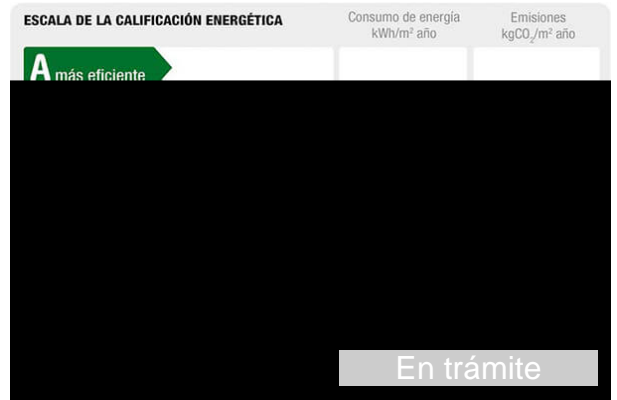 ESCALA DE LA CALIFICACIÓN ENERGÉTICA
Consumo de energía
kWh/m² año
Emisiones
kgCO₂/m² año
A más eficiente
En trámite